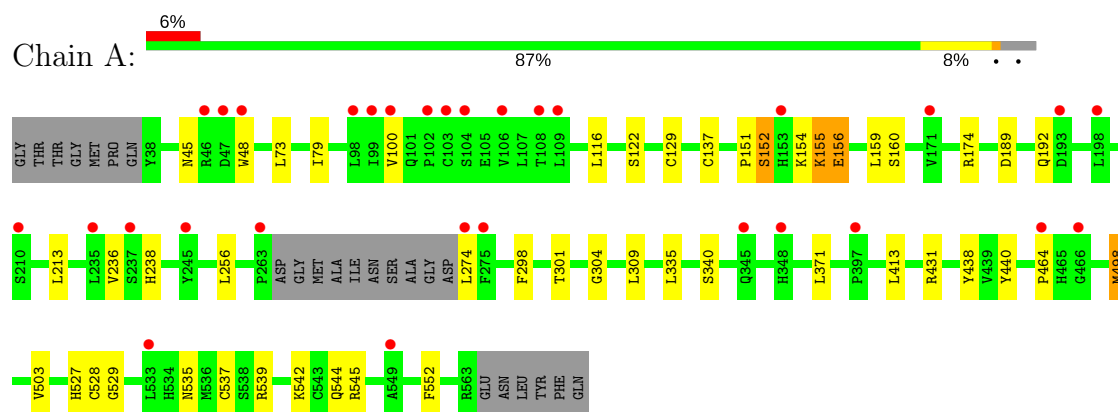 6%
Chain A:
87% 8% • •
GLY THR THR GLY MET PRO GLN Y38 N45 R46 D47 W48 L73 I79 L98 I99 V100 Q101 P102 C103 S104 E105 V106 L107 T108 L109 L116 S122 C129 C137 P151 S152 H153 K154 K155 E156 L159 S160 V171 R174 D189 Q192 D193 L198
S210 L213 L235 V236 S237 H238 Y245 L256 P263 ASP GLY MET ALA ILE ASN SER ALA GLY ASP L274 F275 F298 T301 G304 L309 L335 S340 Q345 H348 L371 P397 L413 R431 Y438 V439 Y440 P464 H465 G466 M498
V503 H527 C528 G529 L533 H534 N535 M536 C537 S538 R539 K542 C543 Q544 R545 A549 F552 R563 GLU ASN LEU TYR PHE GLN